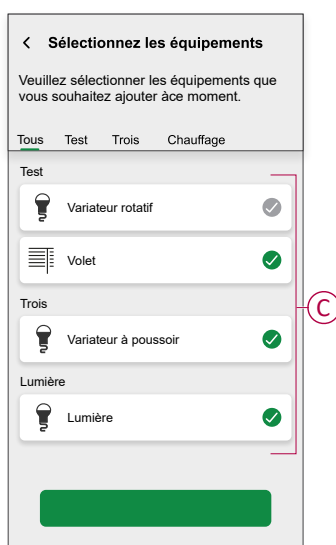 Sélectionnez les équipements
Veuillez sélectionner les équipements que
vous souhaitez ajouter àce moment.
Tous Test Trois Chauffage
Test
Variateur rotatif
Volet
Trois
Variateur à poussoir
Lumière
Lumière
C